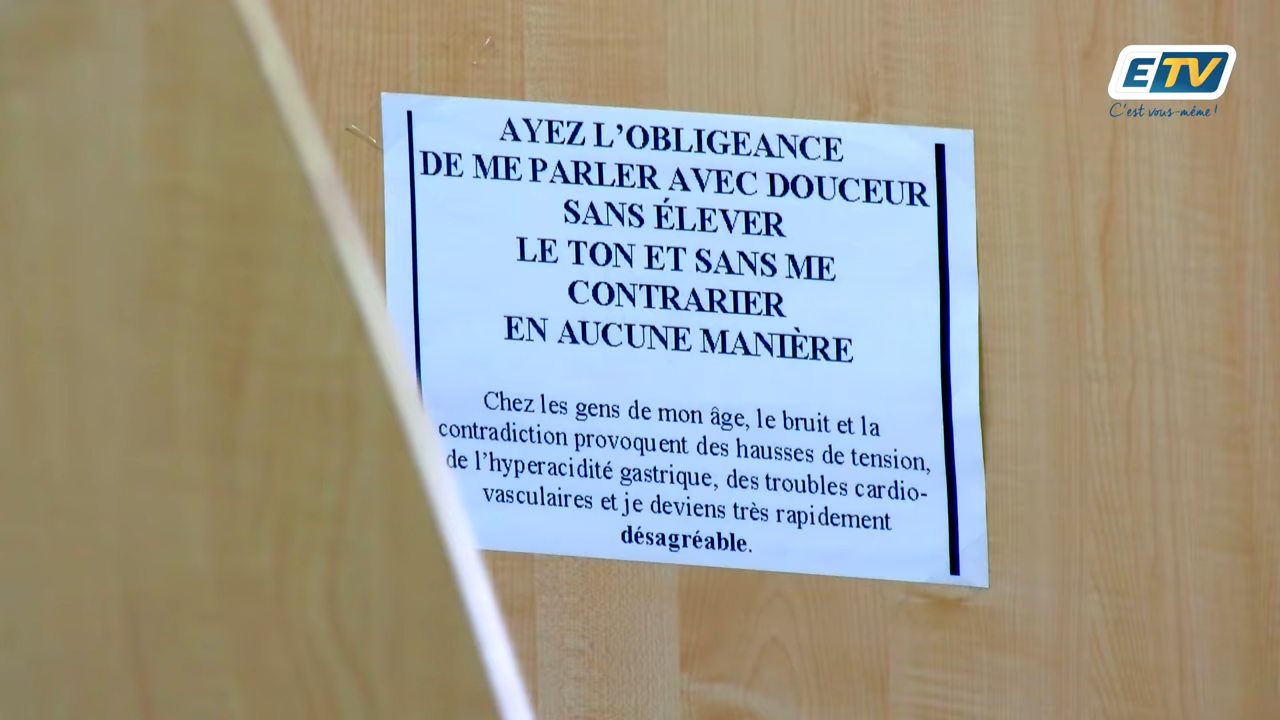 ETV
C'est vous-même !
AYEZ L'OBLIGEANCE
DE ME PARLER AVEC DOUCEUR
SANS ÉLEVER
LE TON ET SANS ME
CONTRARIER
EN AUCUNE MANIÈRE
Chez les gens de mon âge, le bruit et la
contradiction provoquent des hausses de tension,
de l'hyperacidité gastrique, des troubles cardio-
vasculaires et je deviens très rapidement
désagréable.